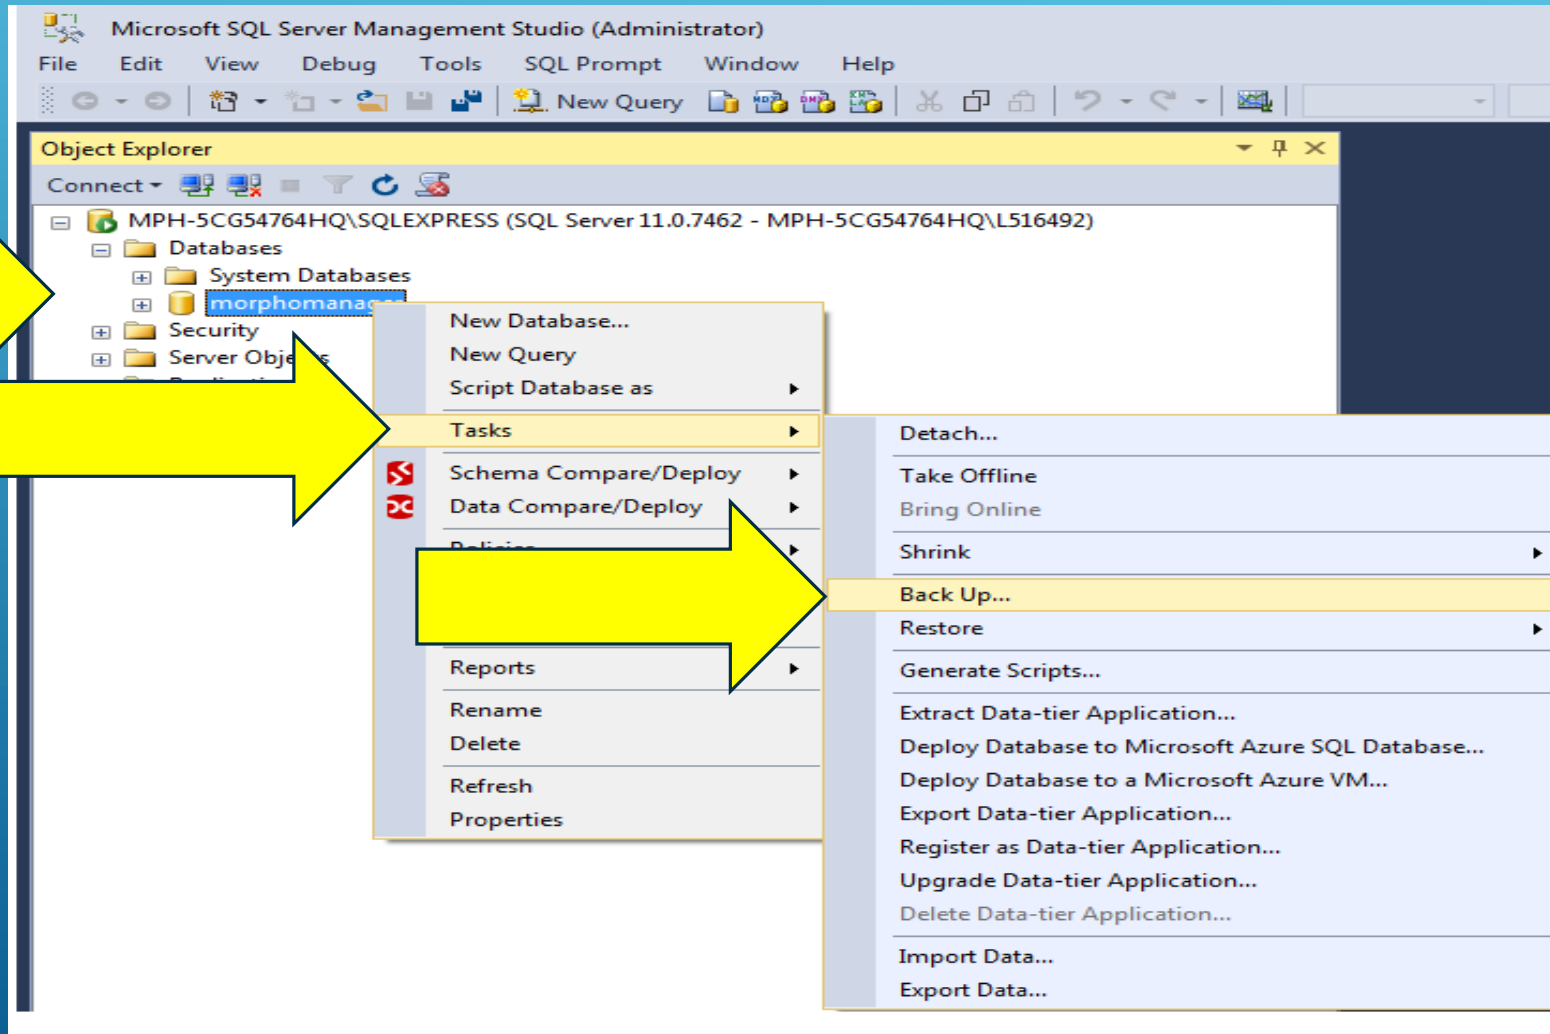 Microsoft SQL Server Management Studio (Administrator)
File Edit View Debug Tools SQL Prompt Window Help
New Query
Object Explorer
Connect
MPH-5CG54764HQ\SQLEXPRESS (SQL Server 11.0.7462 - MPH-5CG54764HQ\L516492)
Databases
System Databases
morphomanager
Security
Server Objects
New Database...
New Query
Script Database as
Tasks
Schema Compare/Deploy
Data Compare/Deploy
Policies
Reports
Rename
Delete
Refresh
Properties
Detach...
Take Offline
Bring Online
Shrink
Back Up...
Restore
Generate Scripts...
Extract Data-tier Application...
Deploy Database to Microsoft Azure SQL Database...
Deploy Database to a Microsoft Azure VM...
Export Data-tier Application...
Register as Data-tier Application...
Upgrade Data-tier Application...
Delete Data-tier Application...
Import Data...
Export Data...